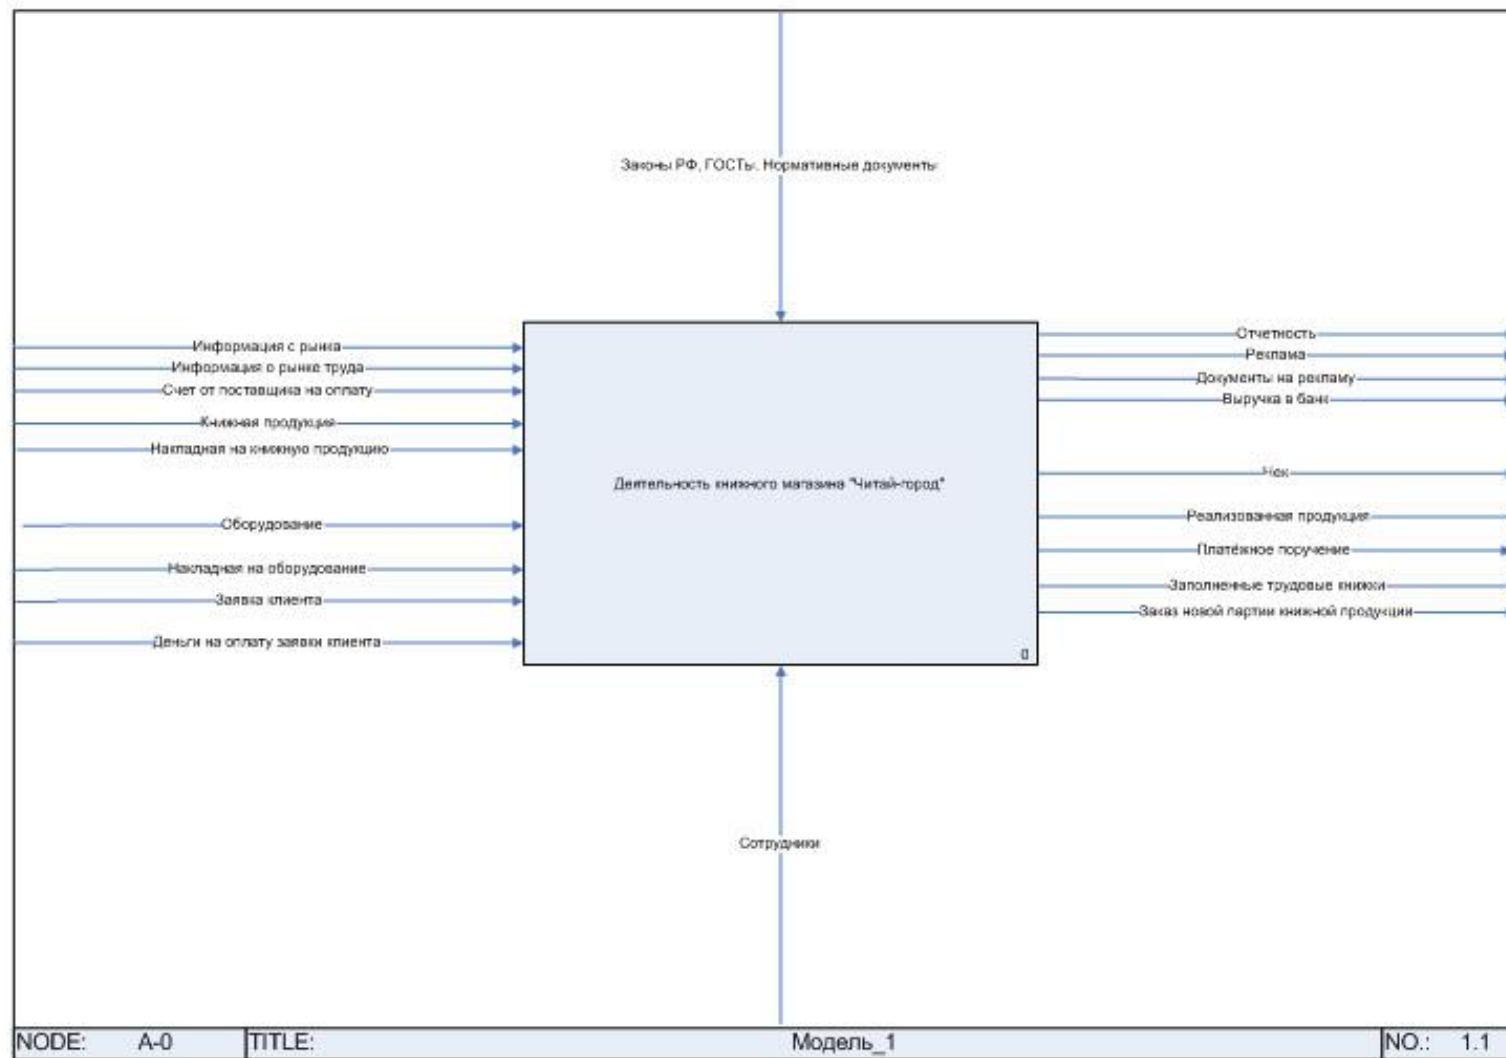 Законы РФ, ГОСТы. Нормативные документы
Информация с рынка
Информация о рынке труда
Счет от поставщика на оплату
Книжная продукция
Накладная на книжную продукцию
Оборудование
Накладная на оборудование
Заявка клиента
Деньги на оплату заявки клиента
Деятельность книжного магазина "Читай-город"
0
Отчетность
Реклама
Документы на рекламу
Выручка в банк
Чек
Реализованная продукция
Платёжное поручение
Заполненные трудовые книжки
Заказ новой партии книжной продукции
Сотрудники
NODE: A-0 TITLE: Модель_1 NO.: 1.1